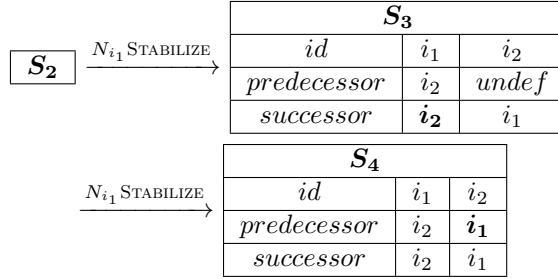 S₃
S₂ N_{i₁} STABILIZE id i₁ i₂
predecessor i₂ undef
successor i₂ i₁
S₄
N_{i₁} STABILIZE id i₁ i₂
predecessor i₂ i₁
successor i₂ i₁